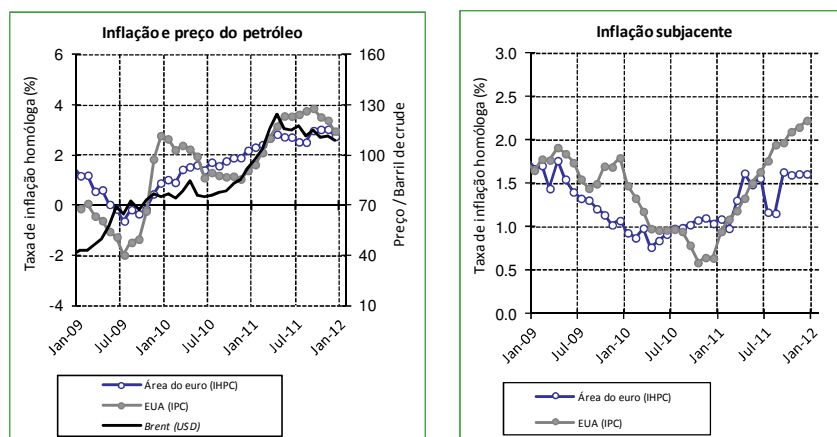 Inflação e preço do petróleo
Taxa de inflação homóloga (%)
6
4
2
0
-2
-4
160
130
100
70
40
10
Preço / Barril de crude
Jan-09
Jul-09
Jan-10
Jul-10
Jan-11
Jul-11
Jan-12
Área do euro (IHPC)
EUA (IPC)
Brent (USD)
Inflação subjacente
Taxa de inflação homóloga (%)
3.0
2.5
2.0
1.5
1.0
0.5
0.0
Jan-09
Jul-09
Jan-10
Jul-10
Jan-11
Jul-11
Jan-12
Área do euro (IHPC)
EUA (IPC)